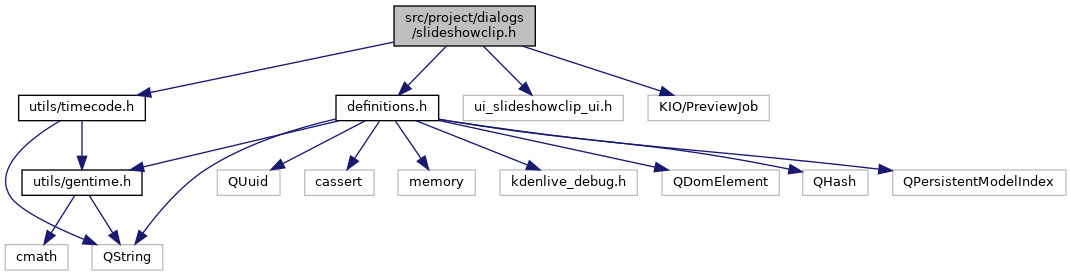 src/project/dialogs
/slideshowclip.h
utils/timecode.h
definitions.h
ui_slideshowclip_ui.h
KIO/PreviewJob
utils/gentime.h
QUuid
cassert
memory
kdenlive_debug.h
QDomElement
QHash
QPersistentModelIndex
cmath
QString